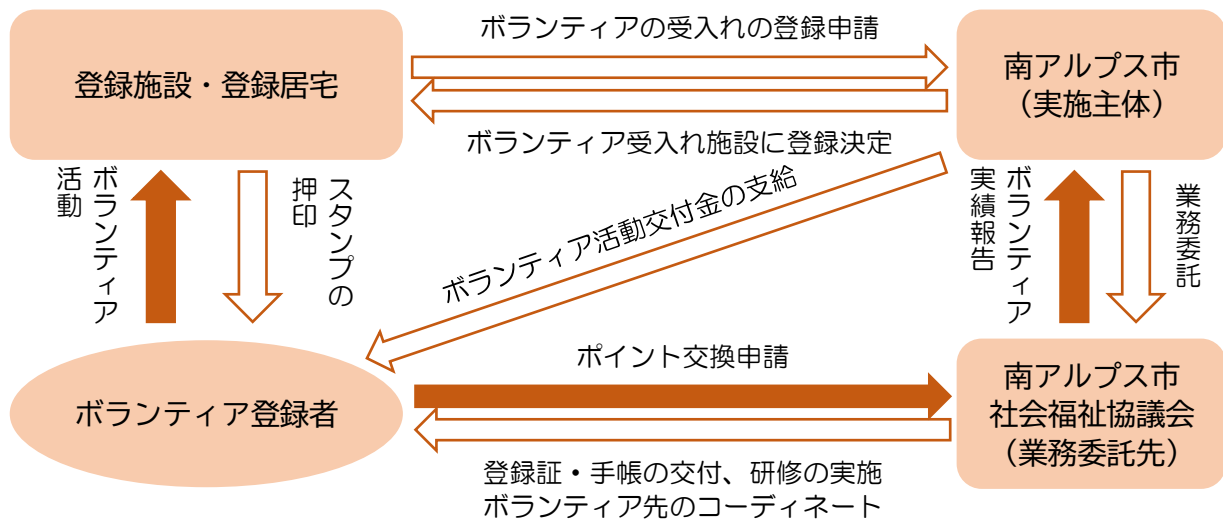 ボランティアの受入れの登録申請
登録施設・登録居宅
南アルプス市
（実施主体）
ボランティア受入れ施設に登録決定
ボランティア
活動
スタンプの
押印
ボランティア活動交付金の支給
ボランティア
実績報告
業務委託
ポイント交換申請
ボランティア登録者
南アルプス市
社会福祉協議会
（業務委託先）
登録証・手帳の交付、研修の実施
ボランティア先のコーディネート